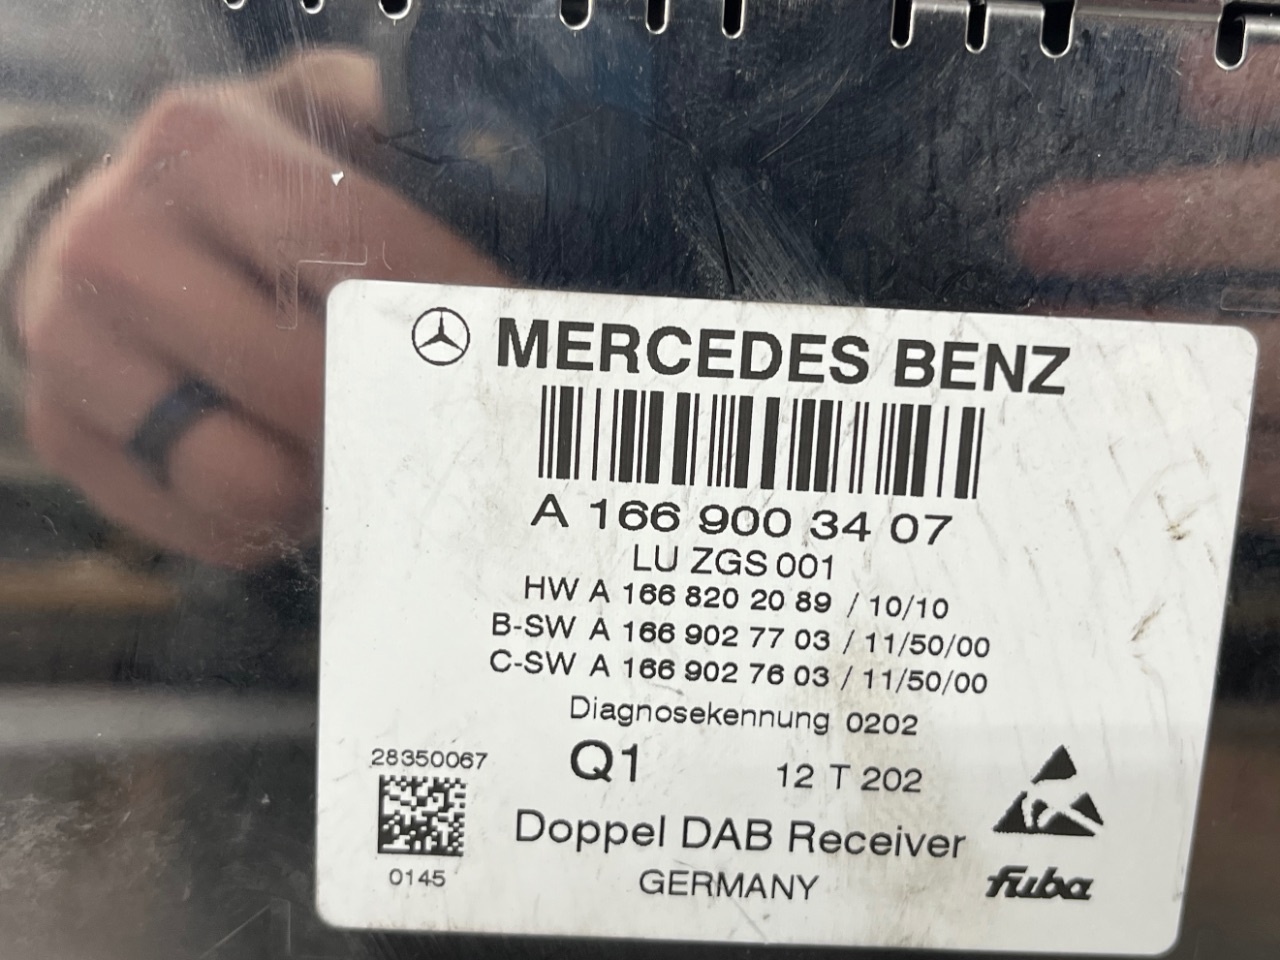 MERCEDES BENZ
A 166 900 34 07
LU ZGS 001
HW A 166 820 20 89 / 10/10
B-SW A 166 902 77 03 / 11/50/00
C-SW A 166 902 76 03 / 11/50/00
Diagnosekennung 0202
28350067
Q1 12 T 202
0145
Doppel DAB Receiver
GERMANY
fuba